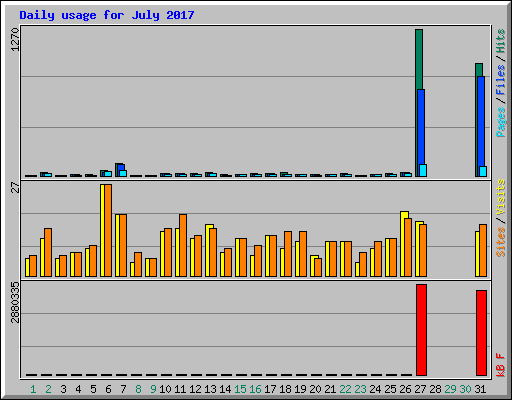 Daily usage for July 2017
1270
Pages / Files / Hits
27
Sites / Visits
2880335
kB F
1 2 3 4 5 6 7 8 9 10 11 12 13 14 15 16 17 18 19 20 21 22 23 24 25 26 27 28 29 30 31